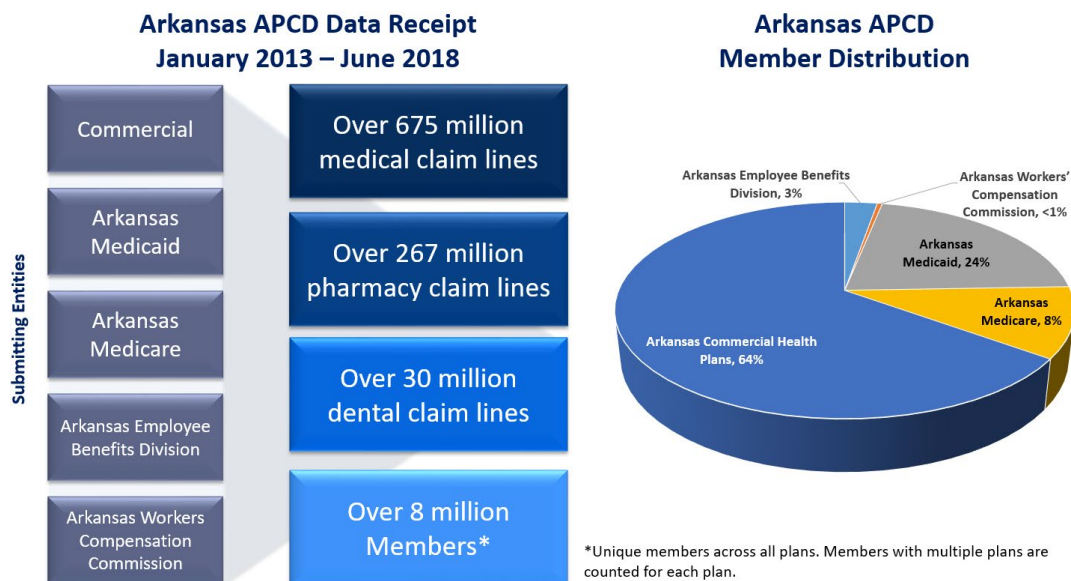 Arkansas APCD Data Receipt
January 2013 – June 2018
Submitting Entities
Commercial
Arkansas
Medicaid
Arkansas
Medicare
Arkansas Employee
Benefits Division
Arkansas Workers
Compensation
Commission
Over 675 million
medical claim lines
Over 267 million
pharmacy claim lines
Over 30 million
dental claim lines
Over 8 million
Members*
Arkansas APCD
Member Distribution
Arkansas Employee Benefits
Division, 3%
Arkansas Workers’
Compensation
Commission, <1%
Arkansas
Medicaid, 24%
Arkansas
Medicare, 8%
Arkansas Commercial Health
Plans, 64%
*Unique members across all plans. Members with multiple plans are
counted for each plan.